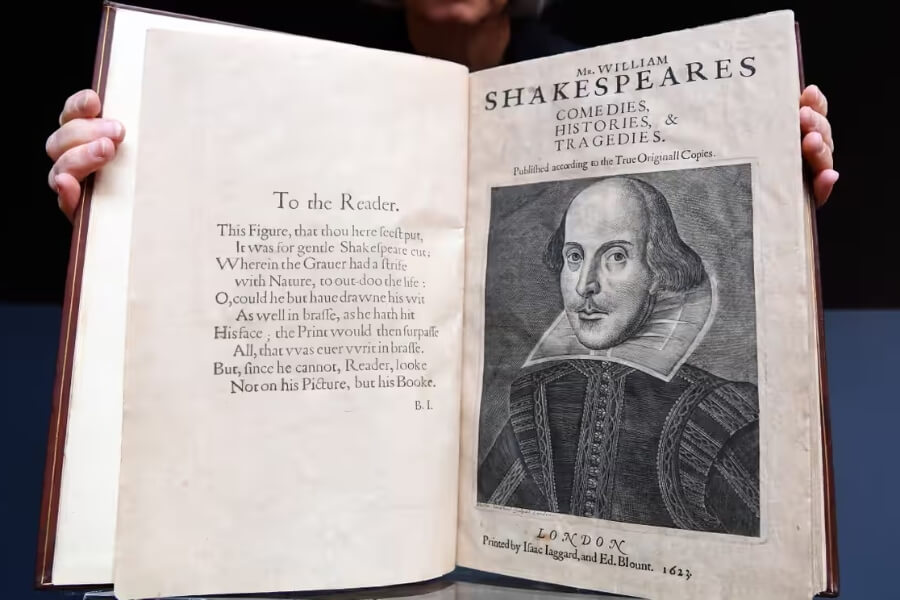 To the Reader.
This Figure, that thou here ſeeſt put,
It was for gentle Shakeſpeare cut;
Wherein the Grauer had a ſtrife
with Nature, to out-doo the life :
O, could he but haue drawne his wit
As well in braſſe, as he hath hit
His face ; the Print would then ſurpaſſe
All, that vvas euer vvrit in braſſe.
But, ſince he cannot, Reader, looke
Not on his Picture, but his Booke.
B. I.
Mr. WILLIAM
SHAKESPEARES
COMEDIES,
HISTORIES, &
TRAGEDIES.
Publiſhed according to the True Originall Copies.
LONDON
Printed by Iſaac Iaggard, and Ed. Blount. 1623.